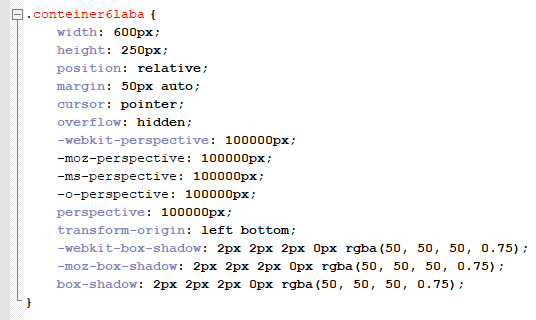 .conteiner6laba {
width: 600px;
height: 250px;
position: relative;
margin: 50px auto;
cursor: pointer;
overflow: hidden;
-webkit-perspective: 100000px;
-moz-perspective: 100000px;
-ms-perspective: 100000px;
-o-perspective: 100000px;
perspective: 100000px;
transform-origin: left bottom;
-webkit-box-shadow: 2px 2px 2px 0px rgba(50, 50, 50, 0.75);
-moz-box-shadow: 2px 2px 2px 0px rgba(50, 50, 50, 0.75);
box-shadow: 2px 2px 2px 0px rgba(50, 50, 50, 0.75);
}